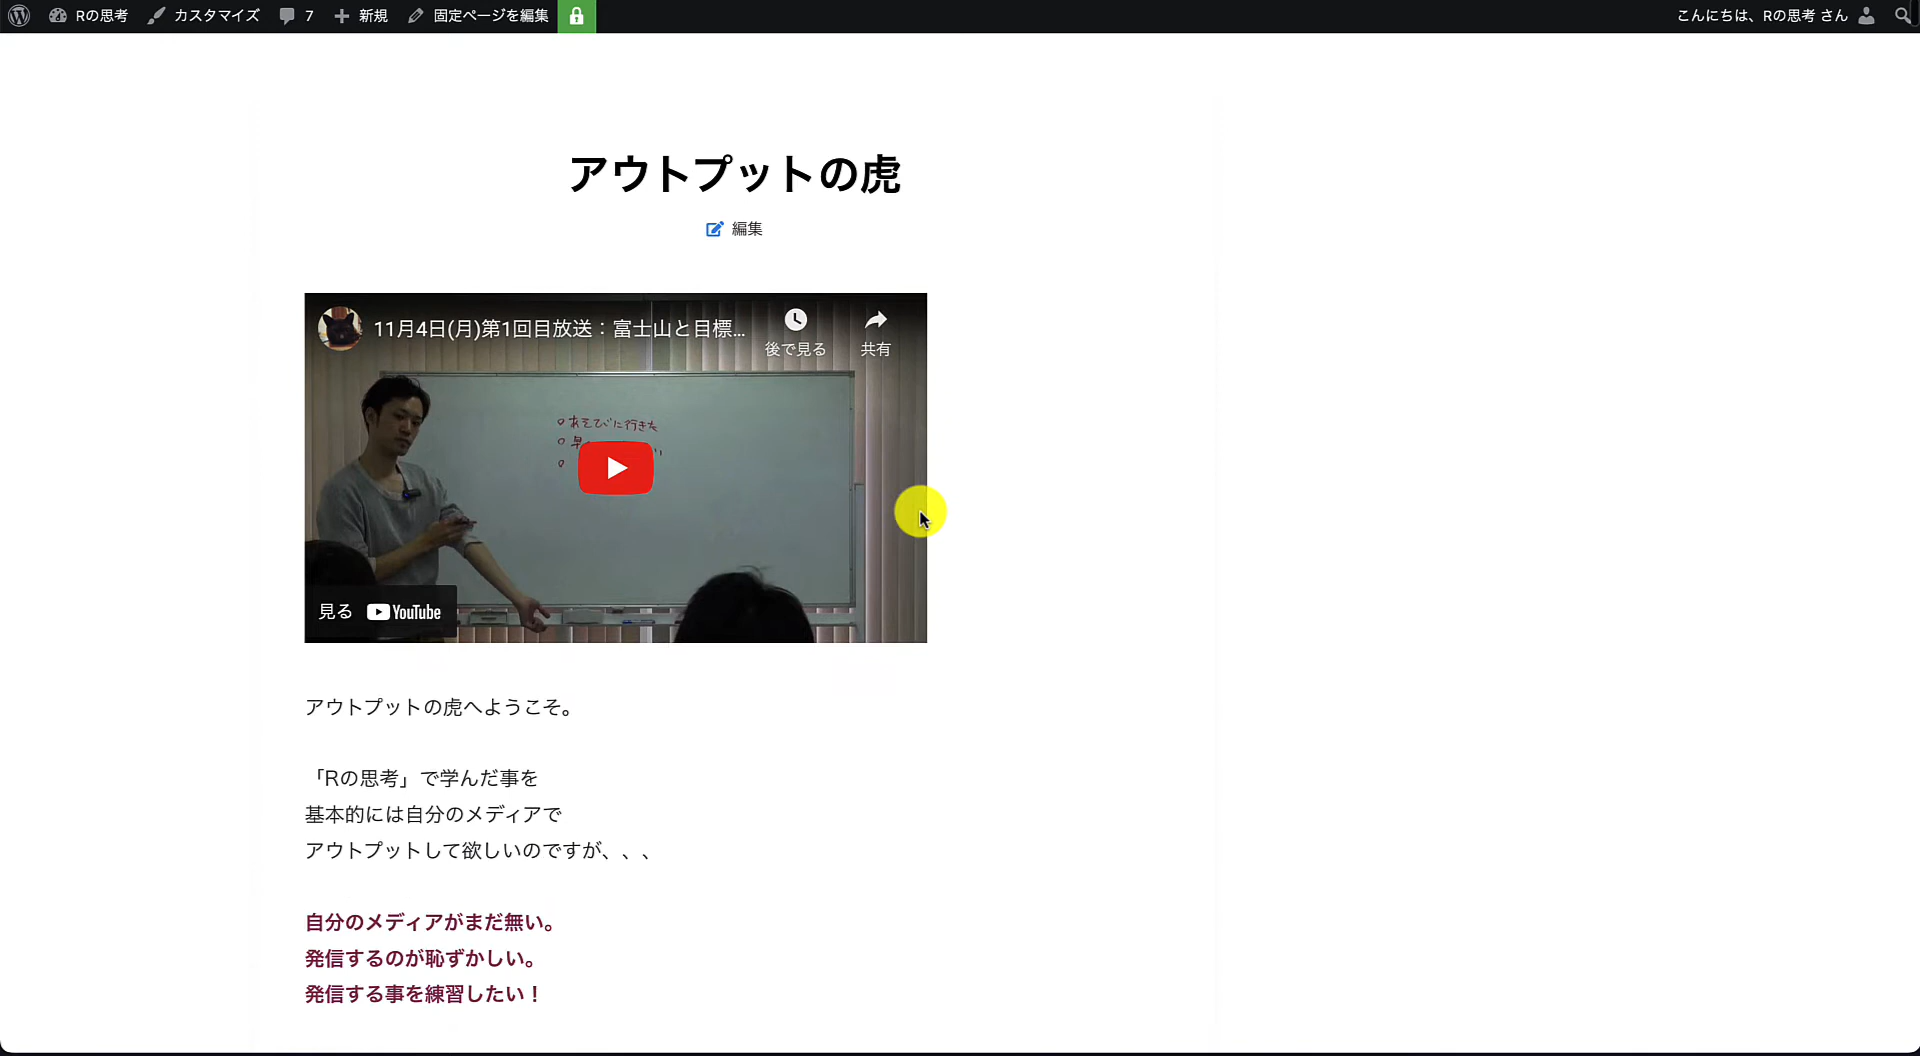 Rの思考
カスタマイズ
7
新規
固定ページを編集
こんにちは、Rの思考 さん
アウトプットの虎
編集
11月4日(月)第1回目放送：富士山と目標...
後で見る
共有
あそびに行きた
早
見る
YouTube
アウトプットの虎へようこそ。
「Rの思考」で学んだ事を
基本的には自分のメディアで
アウトプットして欲しいのですが、、、
自分のメディアがまだ無い。
発信するのが恥ずかしい。
発信する事を練習したい！